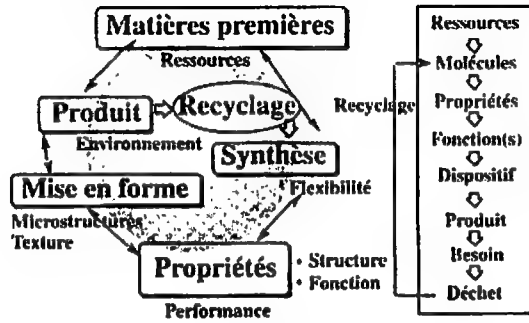 Matières premières
Ressources
Produit
Recyclage
Environnement
Synthèse
Flexibilité
Mise en forme
Microstructures
Texture
Propriétés
• Structure
• Fonction
Performance
Ressources
Molécules
Recyclage
Propriétés
Fonction(s)
Dispositif
Produit
Besoin
Déchet